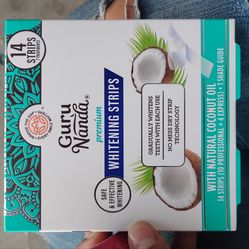 14
STRIPS
Guru
Nanda®
premium
WHITENING STRIPS
SAFE
& EFFECTIVE
WHITENING
GRADUALLY WHITENS
TEETH WITH EACH USE
NO MESS DRY STRIP
TECHNOLOGY
WITH NATURAL COCONUT OIL
14 STRIPS (10 PROFESSIONAL + 4 EXPRESS) • 1 SHADE GUIDE